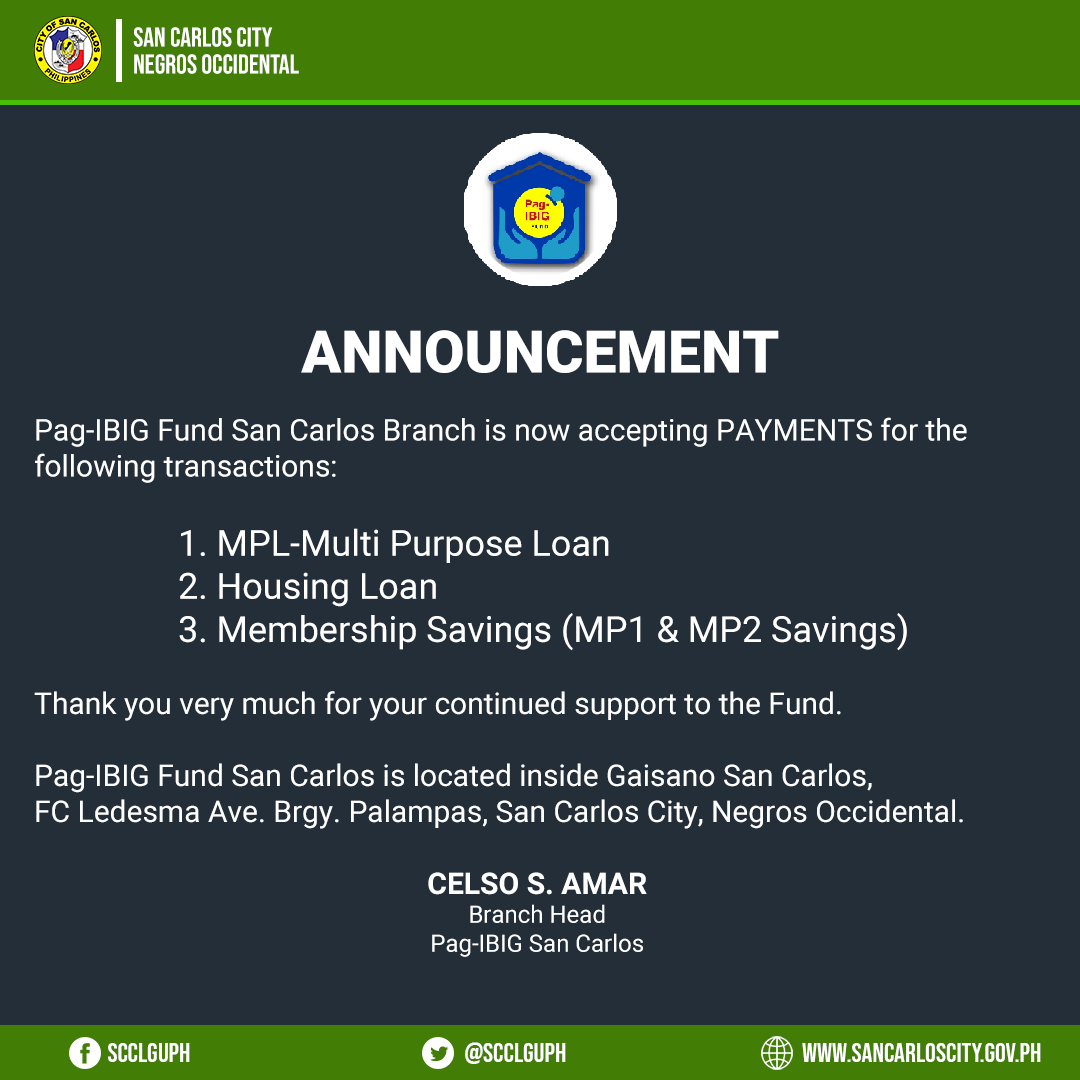 CITY OF SAN CARLOS
PHILIPPINES
SAN CARLOS CITY
NEGROS OCCIDENTAL
Pag-
IBIG
FUND
ANNOUNCEMENT
Pag-IBIG Fund San Carlos Branch is now accepting PAYMENTS for the
following transactions:
1. MPL-Multi Purpose Loan
2. Housing Loan
3. Membership Savings (MP1 & MP2 Savings)
Thank you very much for your continued support to the Fund.
Pag-IBIG Fund San Carlos is located inside Gaisano San Carlos,
FC Ledesma Ave. Brgy. Palampas, San Carlos City, Negros Occidental.
CELSO S. AMAR
Branch Head
Pag-IBIG San Carlos
SCCLGUPH
@SCCLGUPH
WWW.SANCARLOSCITY.GOV.PH